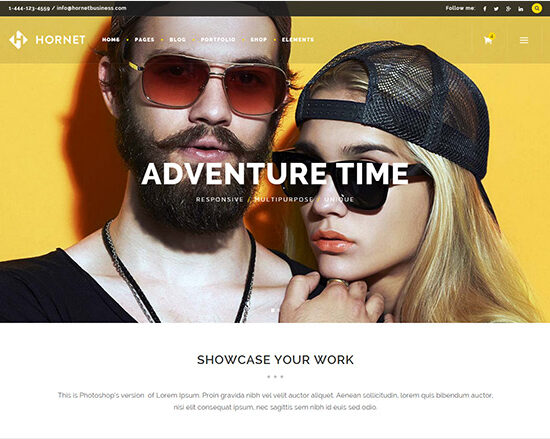 1-444-123-4559 / info@hornetbusiness.com
Follow me:
HORNET
HOME • PAGES • BLOG • PORTFOLIO • SHOP • ELEMENTS
ADVENTURE TIME
RESPONSIVE / MULTIPURPOSE / UNIQUE
SHOWCASE YOUR WORK
This is Photoshop's version of Lorem Ipsum. Proin gravida nibh vel velit auctor aliquet. Aenean sollicitudin, lorem quis bibendum auctor,
nisi elit consequat ipsum, nec sagittis sem nibh id elit. Duis sed odio.